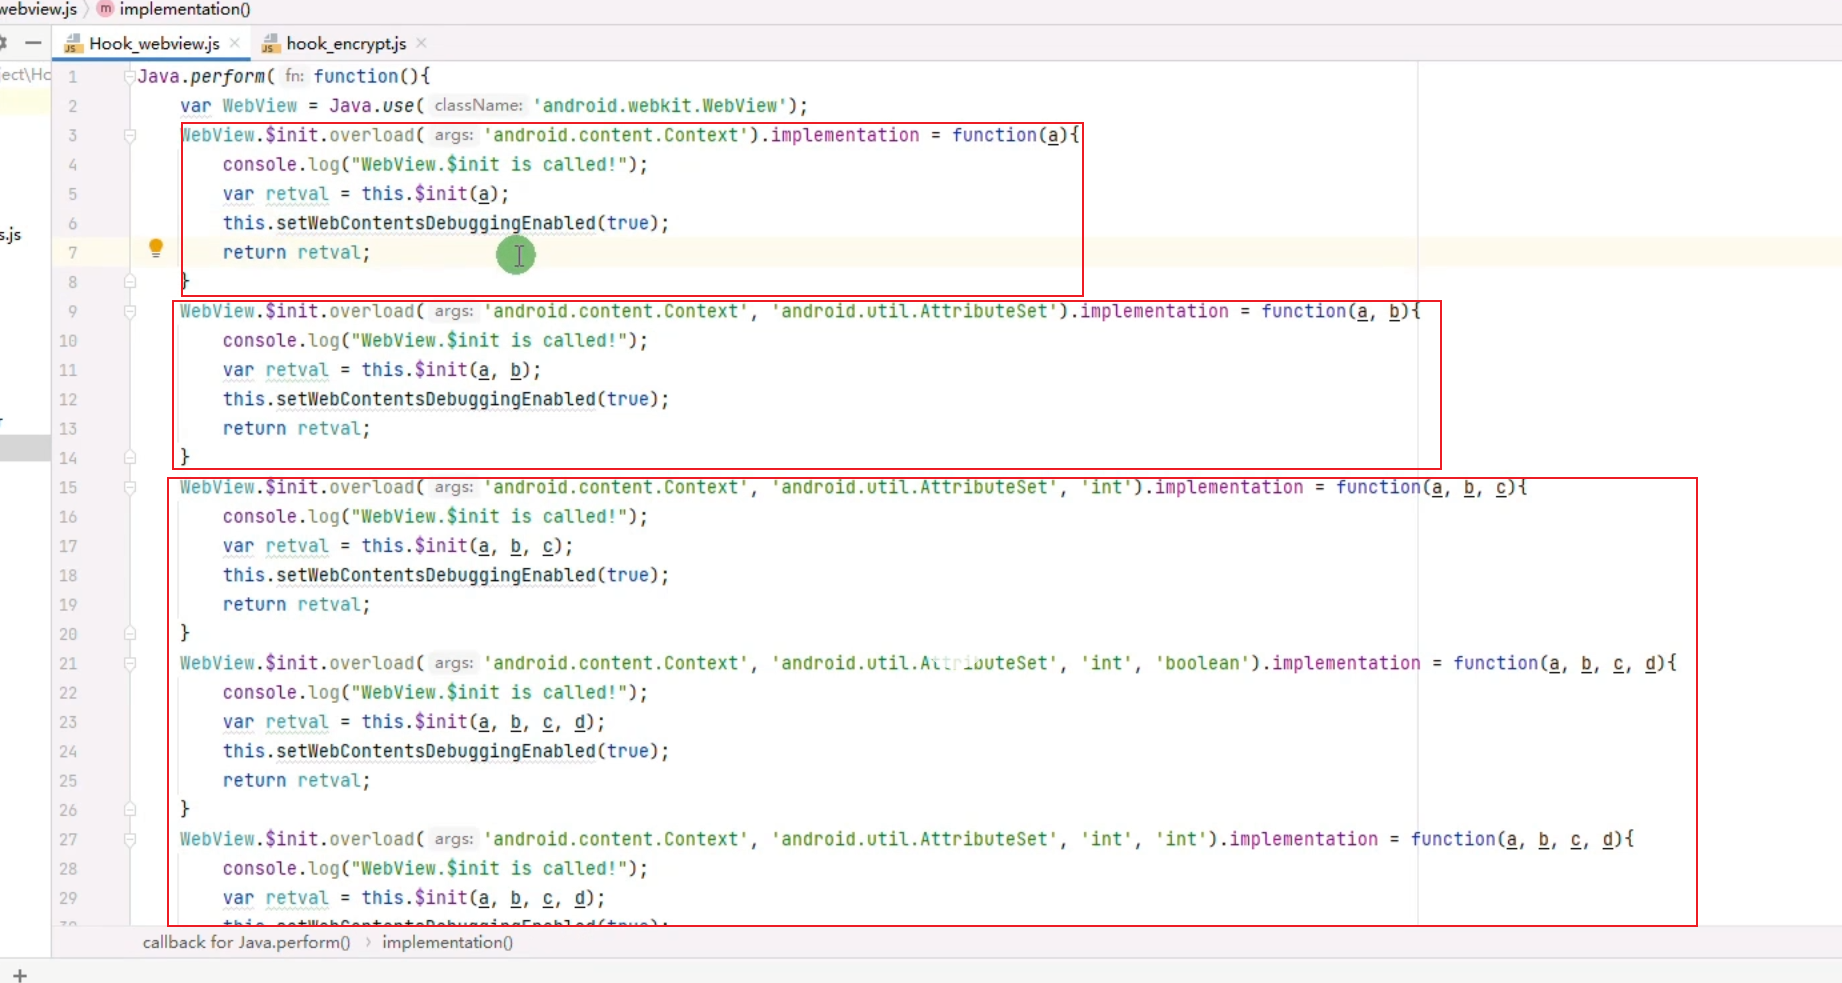 webview.js > m implementation()
Hook_webview.js × hook_encrypt.js ×
ject\Ho
s.js
1 Java.perform( fn: function(){
2 var WebView = Java.use( className: 'android.webkit.WebView');
3 WebView.$init.overload( args: 'android.content.Context').implementation = function(a){
4 console.log("WebView.$init is called!");
5 var retval = this.$init(a);
6 this.setWebContentsDebuggingEnabled(true);
7 return retval;
8 }
9 WebView.$init.overload( args: 'android.content.Context', 'android.util.AttributeSet').implementation = function(a, b){
10 console.log("WebView.$init is called!");
11 var retval = this.$init(a, b);
12 this.setWebContentsDebuggingEnabled(true);
13 return retval;
14 }
15 WebView.$init.overload( args: 'android.content.Context', 'android.util.AttributeSet', 'int').implementation = function(a, b, c){
16 console.log("WebView.$init is called!");
17 var retval = this.$init(a, b, c);
18 this.setWebContentsDebuggingEnabled(true);
19 return retval;
20 }
21 WebView.$init.overload( args: 'android.content.Context', 'android.util.AttributeSet', 'int', 'boolean').implementation = function(a, b, c, d){
22 console.log("WebView.$init is called!");
23 var retval = this.$init(a, b, c, d);
24 this.setWebContentsDebuggingEnabled(true);
25 return retval;
26 }
27 WebView.$init.overload( args: 'android.content.Context', 'android.util.AttributeSet', 'int', 'int').implementation = function(a, b, c, d){
28 console.log("WebView.$init is called!");
29 var retval = this.$init(a, b, c, d);
30 this.setWebContentsDebuggingEnabled(true);
callback for Java.perform() > implementation()